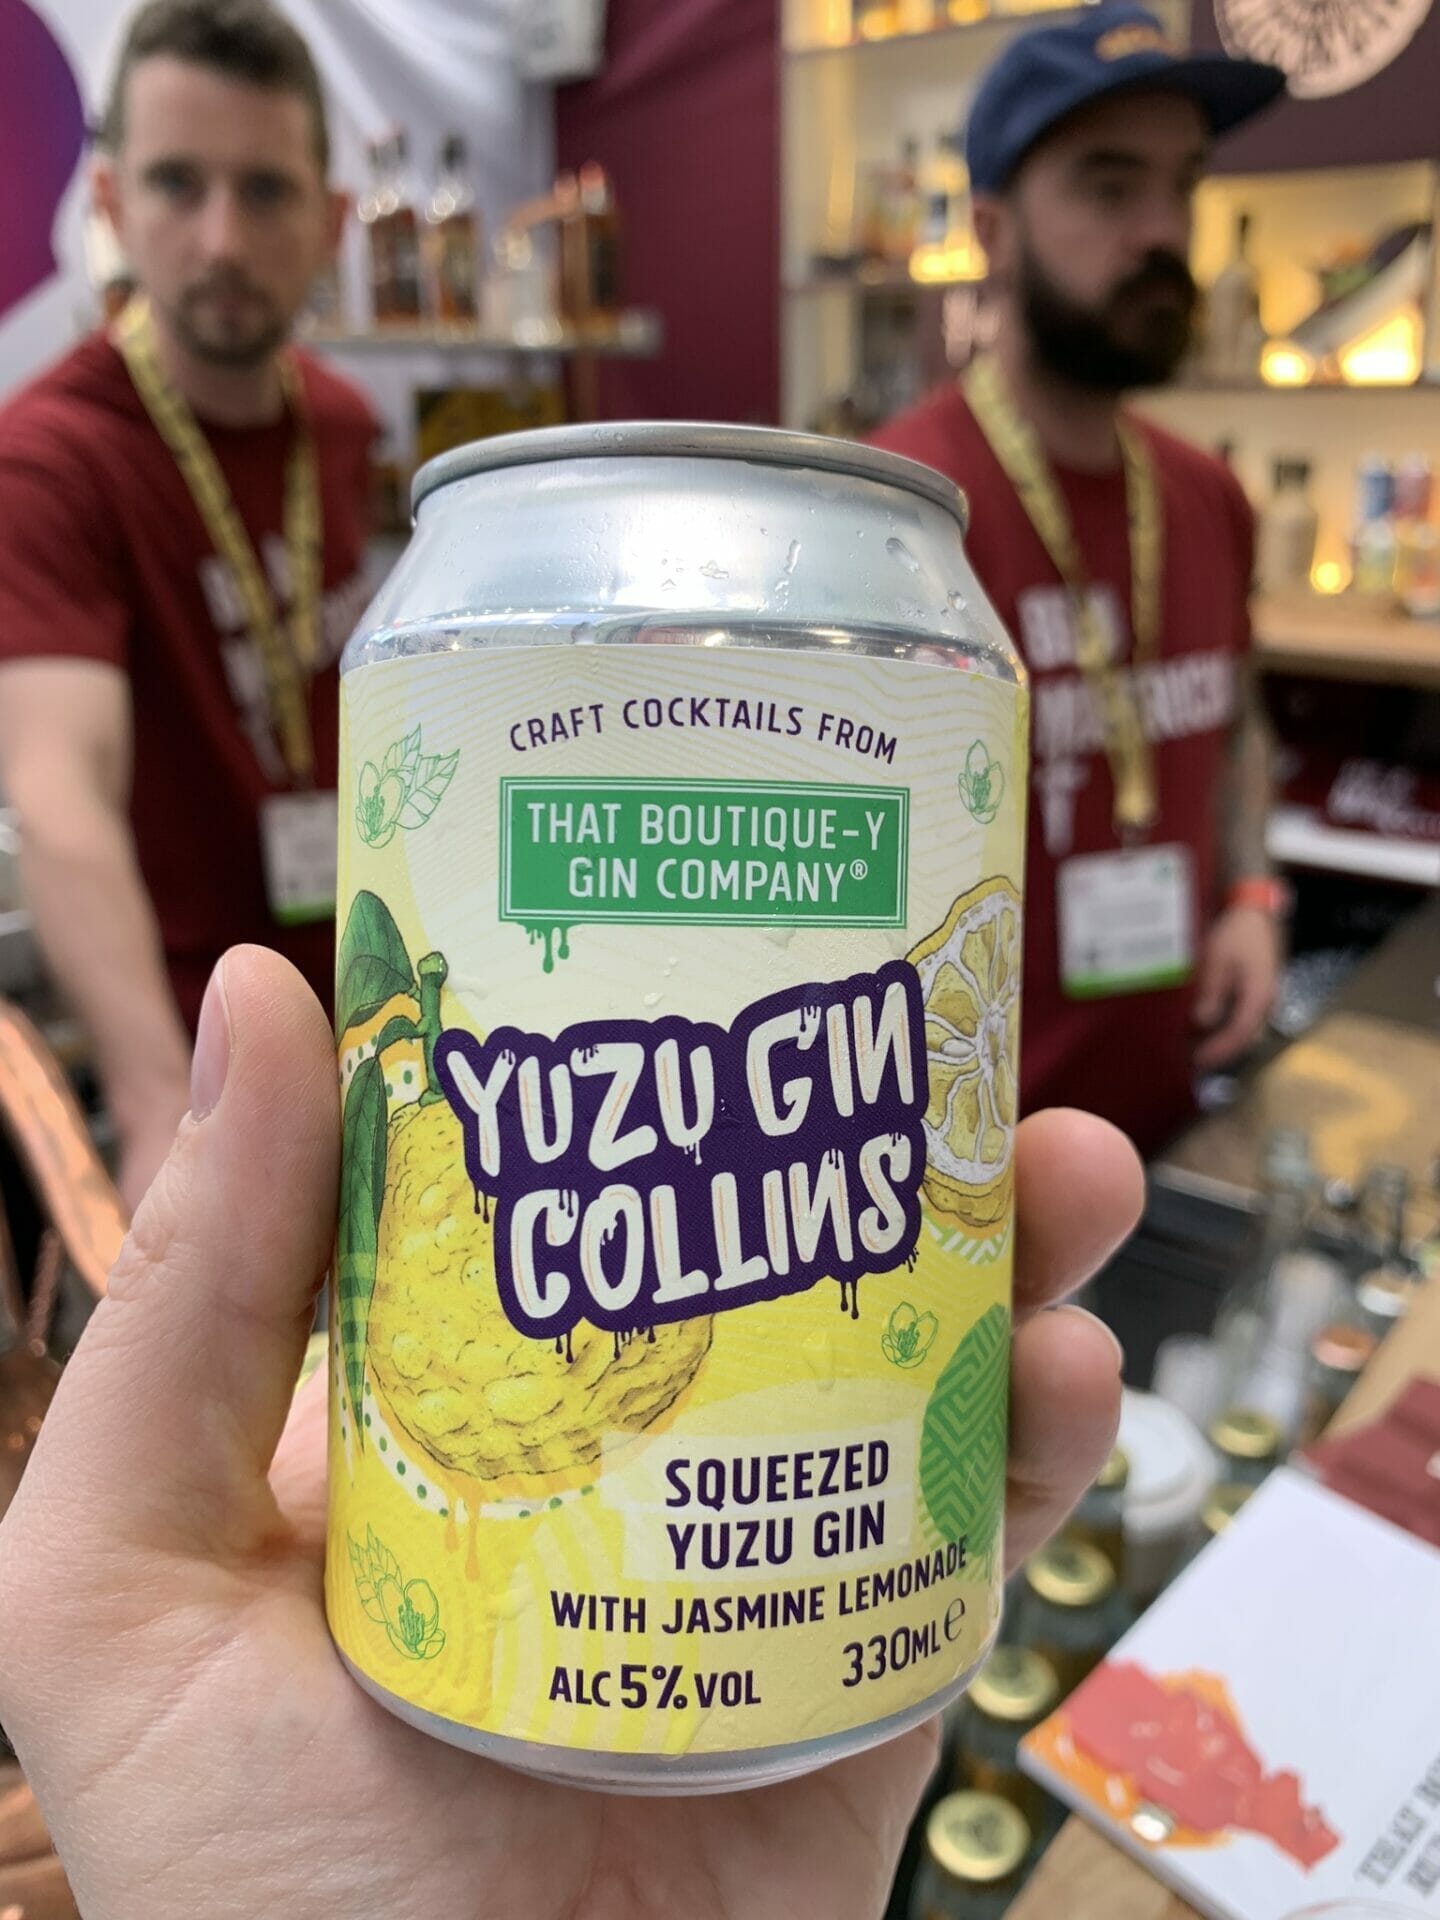 CRAFT COCKTAILS FROM
THAT BOUTIQUE-Y
GIN COMPANY®
YUZU GIN
COLLINS
SQUEEZED
YUZU GIN
WITH JASMINE LEMONADE
ALC 5% VOL
330ML e